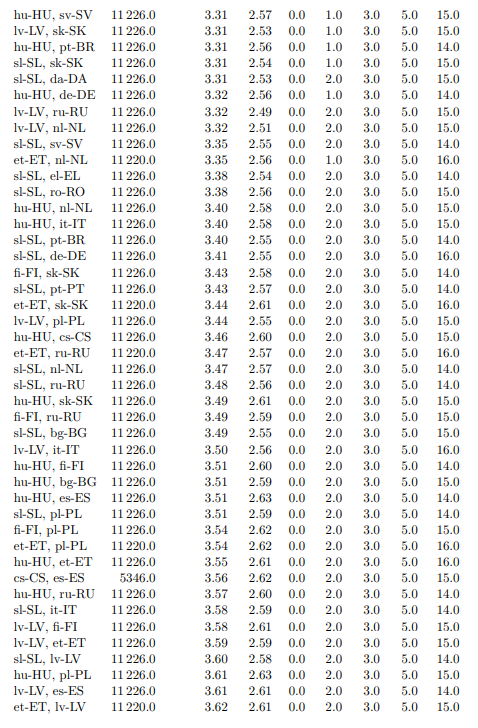 hu-HU, sv-SV 11 226.0 3.31 2.57 0.0 1.0 3.0 5.0 15.0
lv-LV, sk-SK 11 226.0 3.31 2.53 0.0 1.0 3.0 5.0 15.0
hu-HU, pt-BR 11 226.0 3.31 2.56 0.0 1.0 3.0 5.0 14.0
sl-SL, sk-SK 11 226.0 3.31 2.54 0.0 1.0 3.0 5.0 15.0
sl-SL, da-DA 11 226.0 3.31 2.53 0.0 2.0 3.0 5.0 15.0
hu-HU, de-DE 11 226.0 3.32 2.56 0.0 1.0 3.0 5.0 14.0
lv-LV, ru-RU 11 226.0 3.32 2.49 0.0 2.0 3.0 5.0 15.0
lv-LV, nl-NL 11 226.0 3.32 2.51 0.0 2.0 3.0 5.0 15.0
sl-SL, sv-SV 11 226.0 3.35 2.55 0.0 2.0 3.0 5.0 14.0
et-ET, nl-NL 11 220.0 3.35 2.56 0.0 1.0 3.0 5.0 16.0
sl-SL, el-EL 11 226.0 3.38 2.54 0.0 2.0 3.0 5.0 14.0
sl-SL, ro-RO 11 226.0 3.38 2.56 0.0 2.0 3.0 5.0 15.0
hu-HU, nl-NL 11 226.0 3.40 2.58 0.0 2.0 3.0 5.0 15.0
hu-HU, it-IT 11 226.0 3.40 2.58 0.0 2.0 3.0 5.0 15.0
sl-SL, pt-BR 11 226.0 3.40 2.55 0.0 2.0 3.0 5.0 14.0
sl-SL, de-DE 11 226.0 3.41 2.55 0.0 2.0 3.0 5.0 16.0
fi-FI, sk-SK 11 226.0 3.43 2.58 0.0 2.0 3.0 5.0 14.0
sl-SL, pt-PT 11 226.0 3.43 2.57 0.0 2.0 3.0 5.0 14.0
et-ET, sk-SK 11 220.0 3.44 2.61 0.0 2.0 3.0 5.0 16.0
lv-LV, pl-PL 11 226.0 3.44 2.55 0.0 2.0 3.0 5.0 15.0
hu-HU, cs-CS 11 226.0 3.46 2.60 0.0 2.0 3.0 5.0 15.0
et-ET, ru-RU 11 220.0 3.47 2.57 0.0 2.0 3.0 5.0 16.0
sl-SL, nl-NL 11 226.0 3.47 2.57 0.0 2.0 3.0 5.0 14.0
sl-SL, ru-RU 11 226.0 3.48 2.56 0.0 2.0 3.0 5.0 14.0
hu-HU, sk-SK 11 226.0 3.49 2.61 0.0 2.0 3.0 5.0 15.0
fi-FI, ru-RU 11 226.0 3.49 2.59 0.0 2.0 3.0 5.0 15.0
sl-SL, bg-BG 11 226.0 3.49 2.55 0.0 2.0 3.0 5.0 15.0
lv-LV, it-IT 11 226.0 3.50 2.56 0.0 2.0 3.0 5.0 16.0
hu-HU, fi-FI 11 226.0 3.51 2.60 0.0 2.0 3.0 5.0 14.0
hu-HU, bg-BG 11 226.0 3.51 2.59 0.0 2.0 3.0 5.0 15.0
hu-HU, es-ES 11 226.0 3.51 2.63 0.0 2.0 3.0 5.0 14.0
sl-SL, pl-PL 11 226.0 3.51 2.59 0.0 2.0 3.0 5.0 14.0
fi-FI, pl-PL 11 226.0 3.54 2.62 0.0 2.0 3.0 5.0 15.0
et-ET, pl-PL 11 220.0 3.54 2.62 0.0 2.0 3.0 5.0 16.0
hu-HU, et-ET 11 226.0 3.55 2.61 0.0 2.0 3.0 5.0 16.0
cs-CS, es-ES 5346.0 3.56 2.62 0.0 2.0 3.0 5.0 15.0
hu-HU, ru-RU 11 226.0 3.57 2.60 0.0 2.0 3.0 5.0 14.0
sl-SL, it-IT 11 226.0 3.58 2.59 0.0 2.0 3.0 5.0 14.0
lv-LV, fi-FI 11 226.0 3.58 2.61 0.0 2.0 3.0 5.0 15.0
lv-LV, et-ET 11 226.0 3.59 2.59 0.0 2.0 3.0 5.0 15.0
sl-SL, lv-LV 11 226.0 3.60 2.58 0.0 2.0 3.0 5.0 14.0
hu-HU, pl-PL 11 226.0 3.61 2.63 0.0 2.0 3.0 5.0 15.0
lv-LV, es-ES 11 226.0 3.61 2.61 0.0 2.0 3.0 5.0 14.0
et-ET, lv-LV 11 220.0 3.62 2.61 0.0 2.0 3.0 5.0 15.0